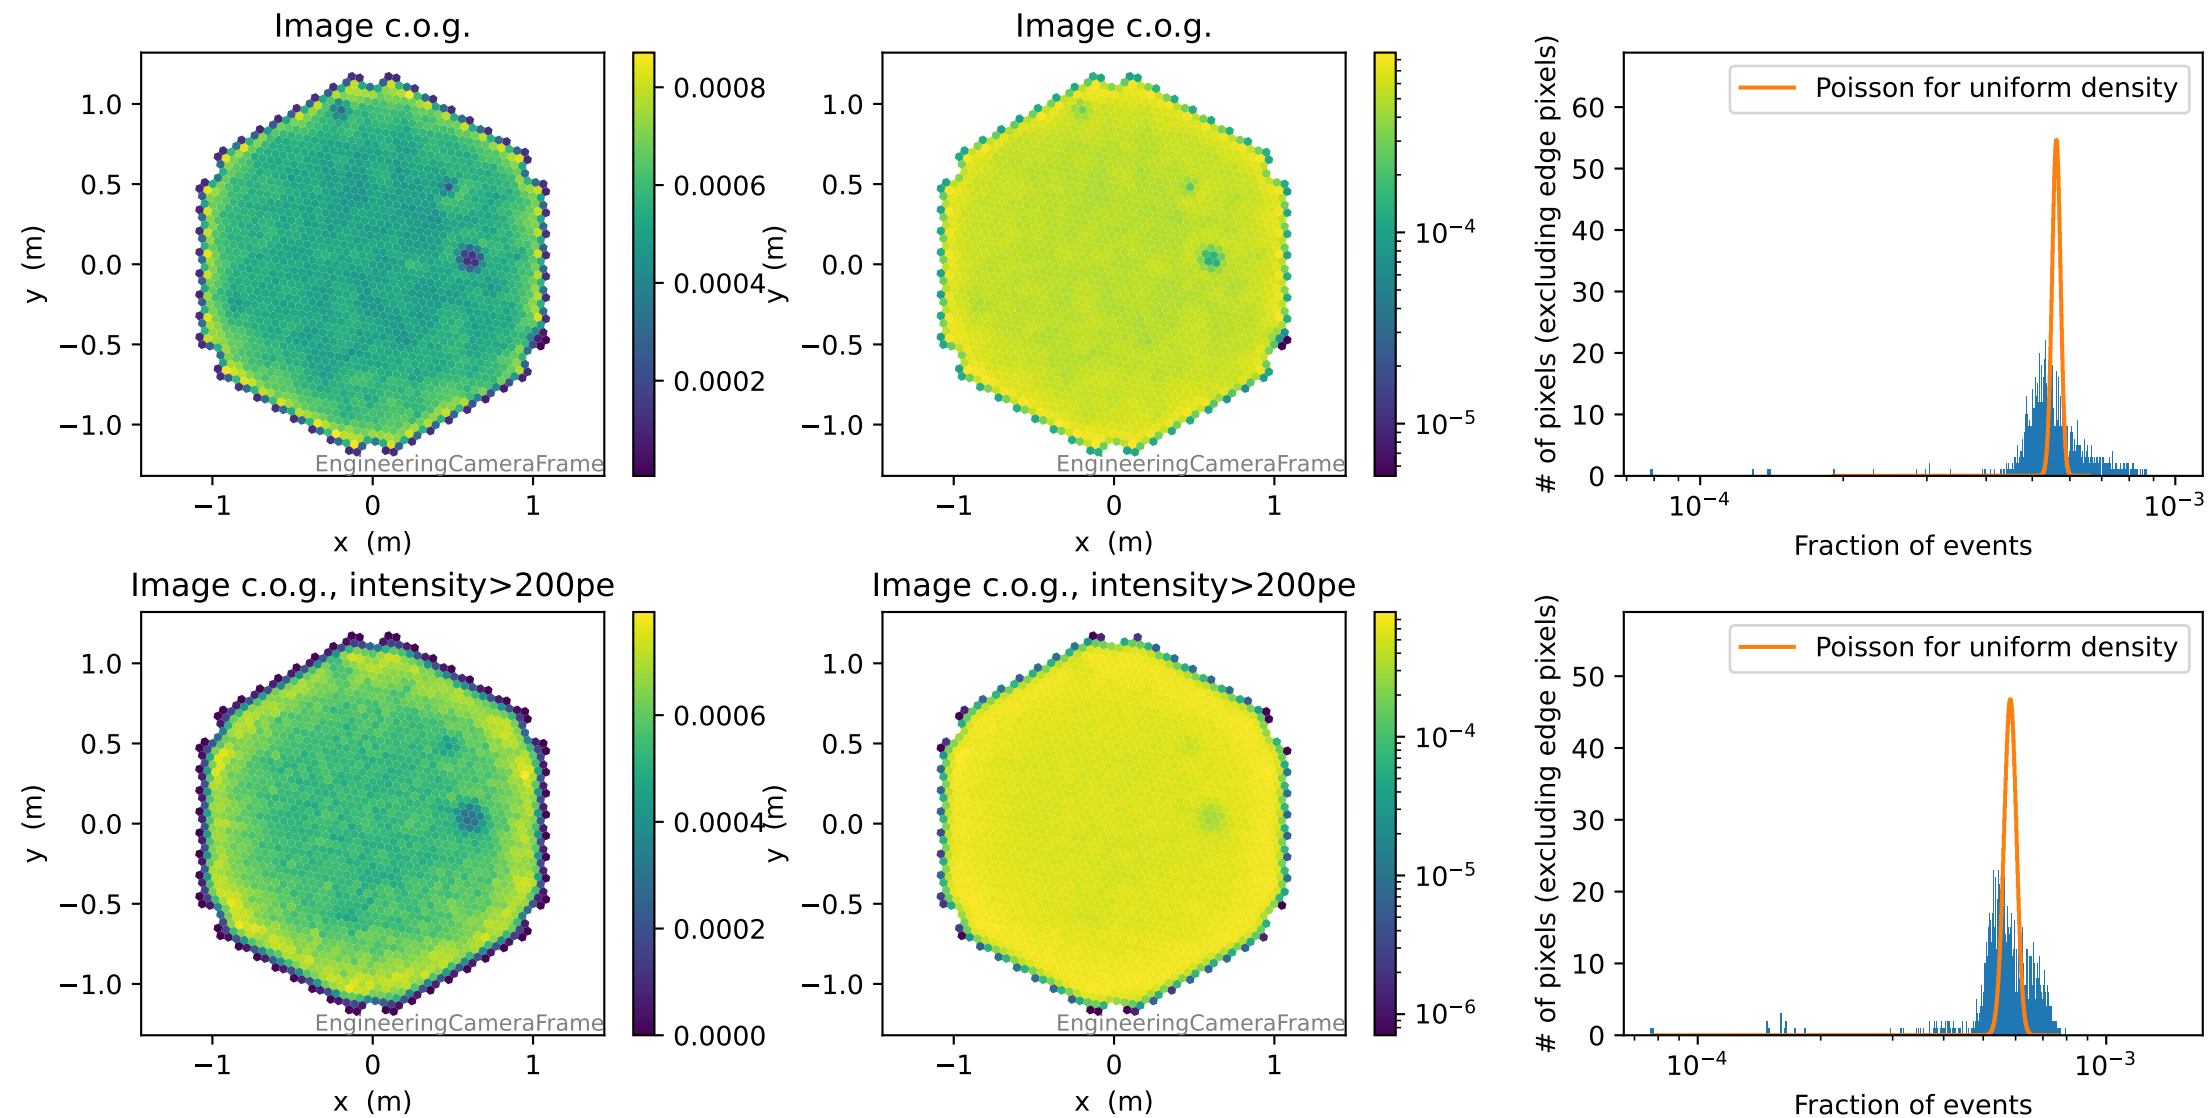 Image c.o.g.
1.0
0.5
0.0
−0.5
−1.0
y (m)
−1
0
1
x (m)
EngineeringCameraFrame
0.0008
0.0006
0.0004
0.0002
Image c.o.g.
1.0
0.5
0.0
−0.5
−1.0
y (m)
−1
0
1
x (m)
EngineeringCameraFrame
10−4
10−5
# of pixels (excluding edge pixels)
60
50
40
30
20
10
0
Poisson for uniform density
10−4
10−3
Fraction of events
Image c.o.g., intensity>200pe
1.0
0.5
0.0
−0.5
−1.0
y (m)
−1
0
1
x (m)
EngineeringCameraFrame
0.0006
0.0004
0.0002
0.0000
Image c.o.g., intensity>200pe
1.0
0.5
0.0
−0.5
−1.0
y (m)
−1
0
1
x (m)
EngineeringCameraFrame
10−4
10−5
10−6
# of pixels (excluding edge pixels)
50
40
30
20
10
0
Poisson for uniform density
10−4
10−3
Fraction of events